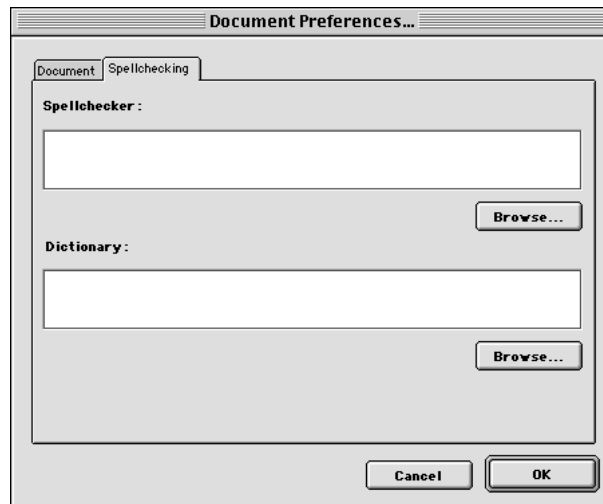 Document Preferences...
Document Spellchecking
Spellchecker:
Browse...
Dictionary:
Browse...
Cancel OK